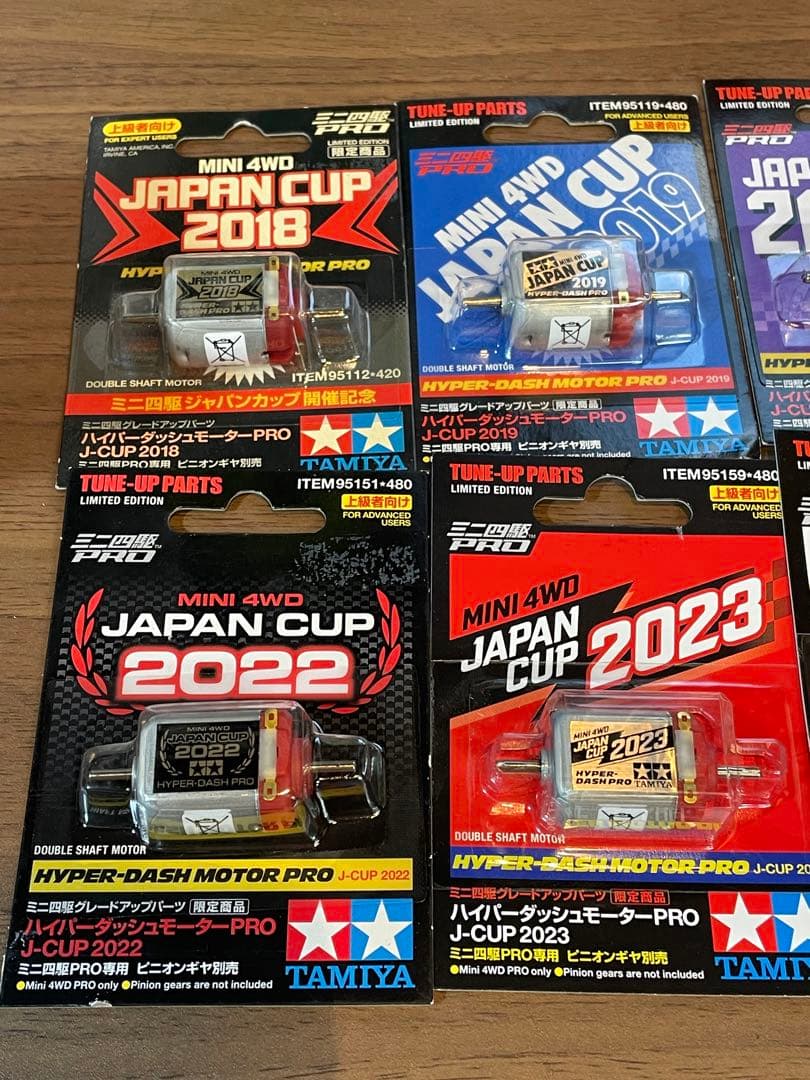 上級者向け
FOR EXPERT USERS
TAMIYA AMERICA, INC.
IRVINE, CA
ミニ四駆
PRO
LIMITED EDITION
限定商品
MINI 4WD
JAPAN CUP
2018
HYPER
MOTOR PRO
MINI 4WD
JAPAN CUP
2018
HYPER-
DASH PRO
DOUBLE SHAFT MOTOR
ITEM95112•420
ミニ四駆 ジャパンカップ 開催記念
ミニ四駆グレードアップパーツ
ハイパーダッシュモーターPRO
J-CUP 2018
ミニ四駆PRO専用 ピニオンギヤ別売
TAMIYA
TUNE-UP PARTS
LIMITED EDITION
ITEM95119•480
FOR ADVANCED USERS
上級者向け
ミニ四駆
PRO
MINI 4WD
JAPAN CUP
2019
MINI 4WD
JAPAN CUP
2019
HYPER-DASH PRO
DOUBLE SHAFT MOTOR
HYPER-DASH MOTOR PRO J-CUP 2019
ミニ四駆グレードアップパーツ 限定商品
ハイパーダッシュモーターPRO
J-CUP 2019
ミニ四駆PRO専用 ピニオンギヤ別売
are not included
TAMIYA
TUNE-UP PAR
LIMITED EDITION
ミニ四駆
PRO
JAP
2
HYP
TUNE-UP PARTS
LIMITED EDITION
ITEM95151•480
上級者向け
FOR ADVANCED
USERS
ミニ四駆
PRO
MINI 4WD
JAPAN CUP
2022
MINI 4WD
JAPAN CUP
2022
HYPER-DASH PRO
DOUBLE SHAFT MOTOR
HYPER-DASH MOTOR PRO J-CUP 2022
ミニ四駆グレードアップパーツ 限定商品
ハイパーダッシュモーターPRO
J-CUP 2022
ミニ四駆PRO専用 ピニオンギヤ別売
●Mini 4WD PRO only ●Pinion gears are not included
TAMIYA
TUNE-UP PARTS
LIMITED EDITION
ITEM95159•480
上級者向け
FOR ADVANCED
USERS
ミニ四駆
PRO
MINI 4WD
JAPAN
CUP
2023
MINI 4WD
JAPAN
CUP
2023
HYPER-
DASH PRO
TAMIYA
DOUBLE SHAFT MOTOR
HYPER-DASH MOTOR PRO J-CUP 20
ミニ四駆グレードアップパーツ 限定商品
ハイパーダッシュモーターPRO
J-CUP 2023
ミニ四駆PRO専用 ピニオンギヤ別売
●Mini 4WD PRO only ●Pinion gears are not included
TAMIY